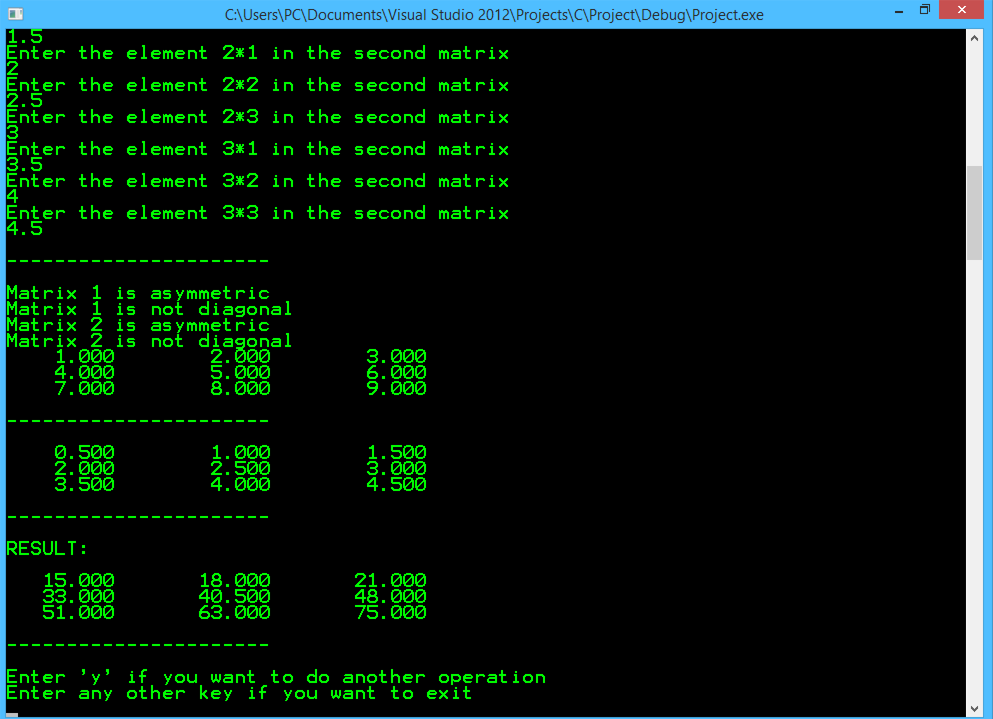 C:\Users\PC\Documents\Visual Studio 2012\Projects\C\Project\Debug\Project.exe
1.5
Enter the element 2*1 in the second matrix
2
Enter the element 2*2 in the second matrix
2.5
Enter the element 2*3 in the second matrix
3
Enter the element 3*1 in the second matrix
3.5
Enter the element 3*2 in the second matrix
4
Enter the element 3*3 in the second matrix
4.5
----------------------
Matrix 1 is asymmetric
Matrix 1 is not diagonal
Matrix 2 is asymmetric
Matrix 2 is not diagonal
1.000 2.000 3.000
4.000 5.000 6.000
7.000 8.000 9.000
----------------------
0.500 1.000 1.500
2.000 2.500 3.000
3.500 4.000 4.500
----------------------
RESULT:
15.000 18.000 21.000
33.000 40.500 48.000
51.000 63.000 75.000
----------------------
Enter 'y' if you want to do another operation
Enter any other key if you want to exit